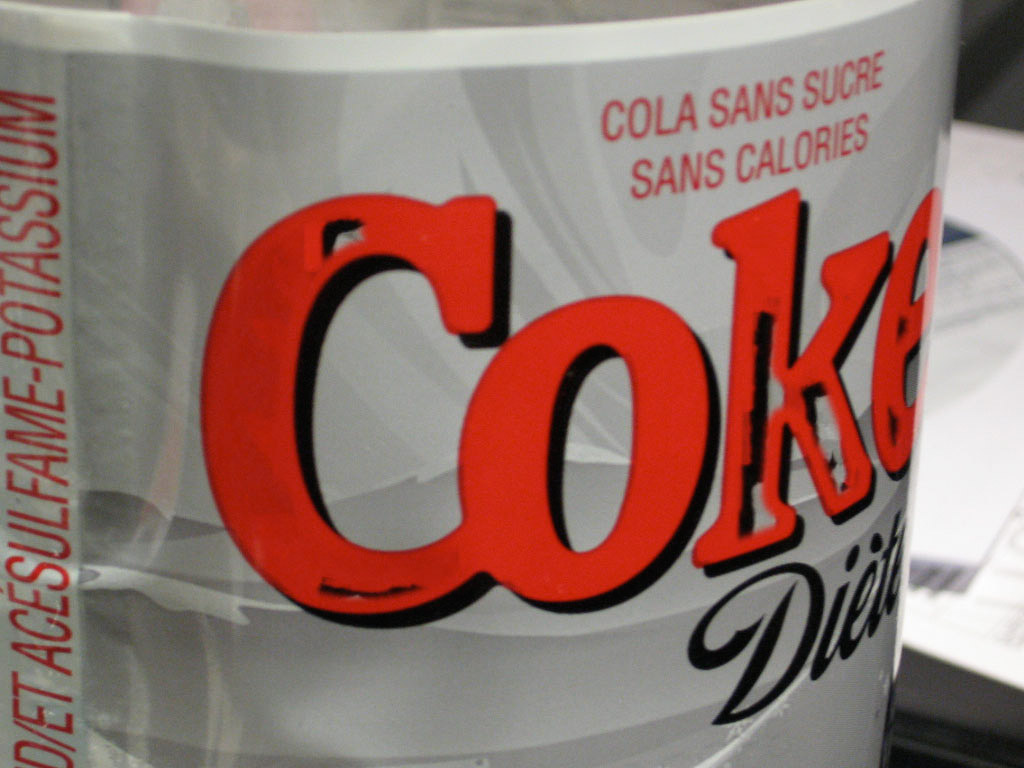 COLA SANS SUCRE
SANS CALORIES
Coke
Diète
D/ET ACÉSULFAME-POTASSIUM